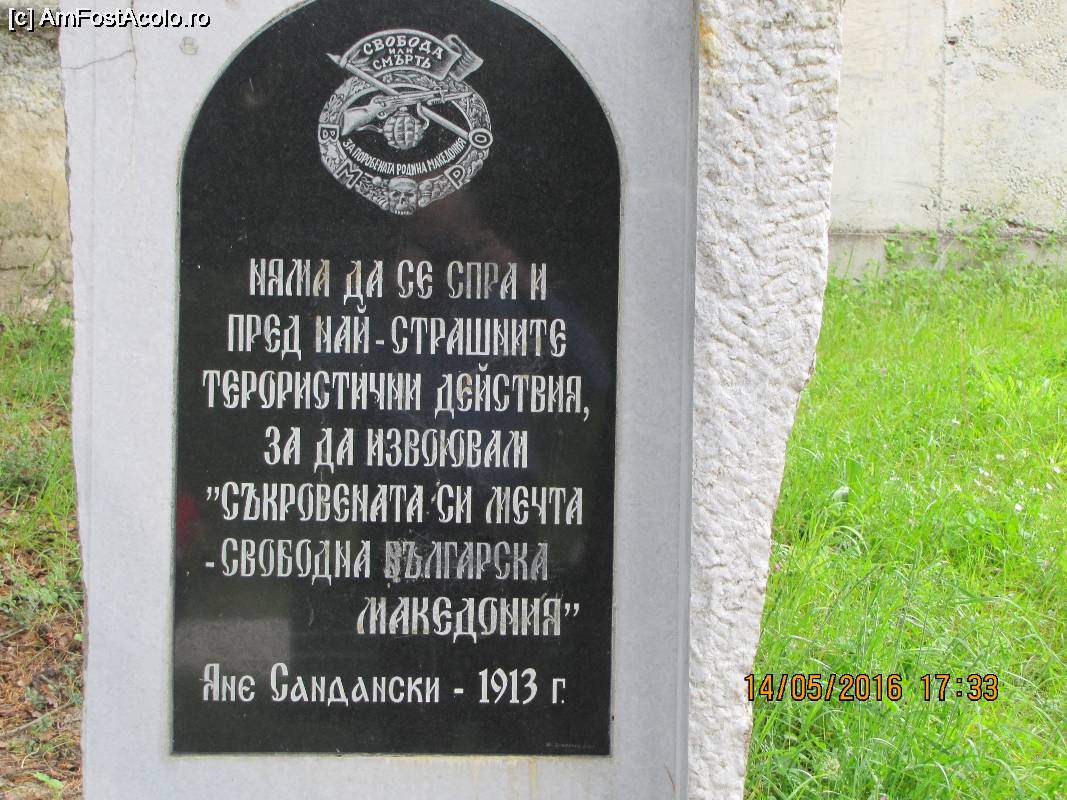 [c] AmFostAcolo.ro
СВОБОДА
ИЛИ
СМЪРТЬ
ЗА ПОРОБЕНАТА РОДИНА МАКЕДОНИЯ
В М Р О
НЯМА ДА СЕ СПРА И
ПРЕД НАЙ-СТРАШНИТЕ
ТЕРОРИСТИЧНИ ДЕЙСТВИЯ,
ЗА ДА ИЗВОЮВАМ
"СЪКРОВЕНАТА СИ МЕЧТА
-СВОБОДНА БЪЛГАРСКА
МАКЕДОНИЯ"
Яне Сандански - 1913 г.
14/05/2016 17:33